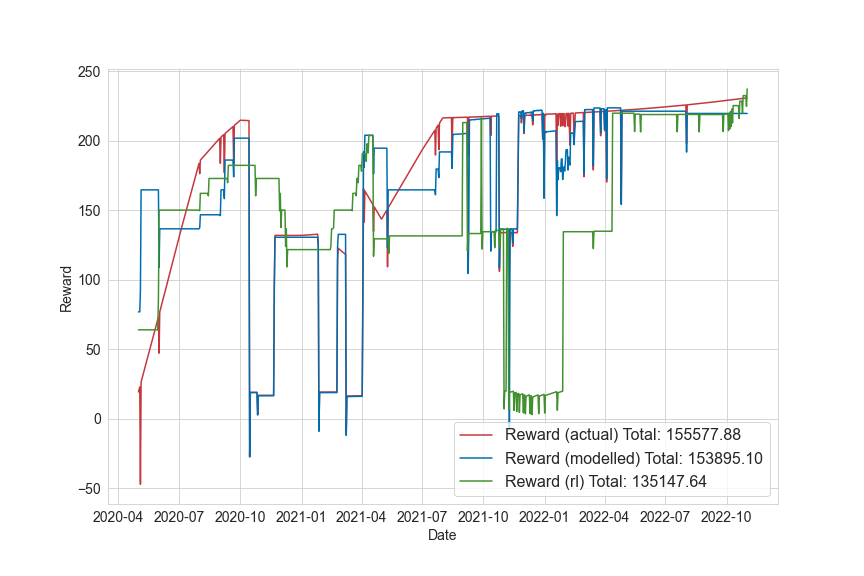 250
200
150
100
50
0
−50
Reward
Reward (actual) Total: 155577.88
Reward (modelled) Total: 153895.10
Reward (rl) Total: 135147.64
2020-04 2020-07 2020-10 2021-01 2021-04 2021-07 2021-10 2022-01 2022-04 2022-07 2022-10
Date